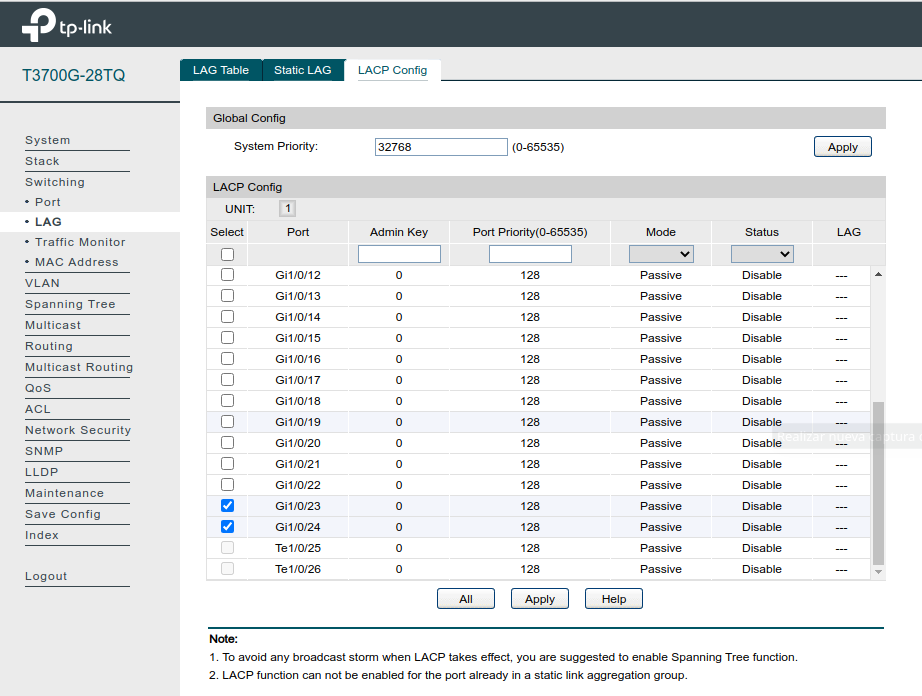 tp-link
T3700G-28TQ
LAG Table Static LAG LACP Config
System
Stack
Switching
• Port
• LAG
• Traffic Monitor
• MAC Address
VLAN
Spanning Tree
Multicast
Routing
Multicast Routing
QoS
ACL
Network Security
SNMP
LLDP
Maintenance
Save Config
Index
Logout
Global Config
System Priority: 32768 (0-65535) Apply
LACP Config
UNIT: 1
Select Port Admin Key Port Priority(0-65535) Mode Status LAG
Gi1/0/12 0 128 Passive Disable ---
Gi1/0/13 0 128 Passive Disable ---
Gi1/0/14 0 128 Passive Disable ---
Gi1/0/15 0 128 Passive Disable ---
Gi1/0/16 0 128 Passive Disable ---
Gi1/0/17 0 128 Passive Disable ---
Gi1/0/18 0 128 Passive Disable ---
Gi1/0/19 0 128 Passive Disable ---
Gi1/0/20 0 128 Passive Disable ---
Realizar nueva captura
Gi1/0/21 0 128 Passive Disable ---
Gi1/0/22 0 128 Passive Disable ---
Gi1/0/23 0 128 Passive Disable ---
Gi1/0/24 0 128 Passive Disable ---
Te1/0/25 0 128 Passive Disable ---
Te1/0/26 0 128 Passive Disable ---
All Apply Help
Note:
1. To avoid any broadcast storm when LACP takes effect, you are suggested to enable Spanning Tree function.
2. LACP function can not be enabled for the port already in a static link aggregation group.